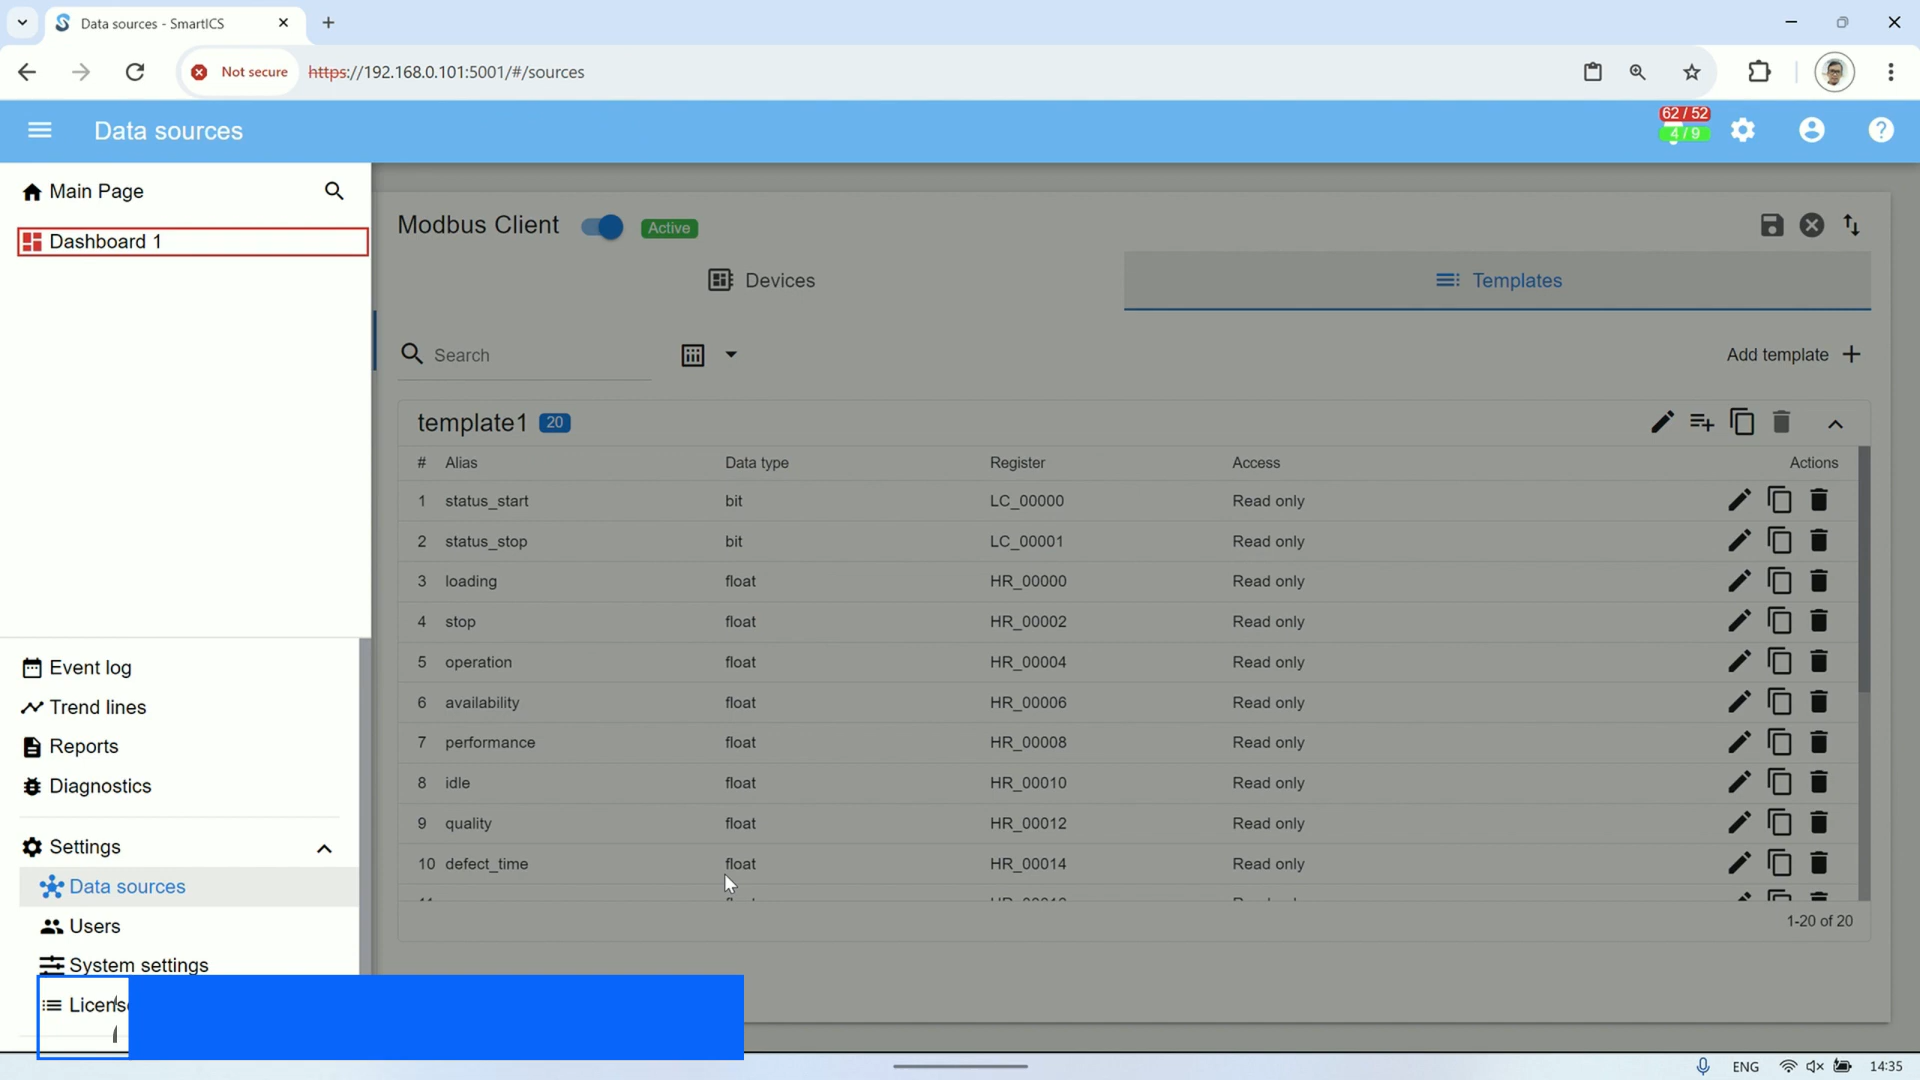 Data sources - SmartICS
Not secure
https://192.168.0.101:5001/#/sources
Data sources
62 / 52
4 / 9
Main Page
Dashboard 1
Event log
Trend lines
Reports
Diagnostics
Settings
Data sources
Users
System settings
Modbus Client
Active
Devices
Templates
Search
Add template
template1 20
# Alias Data type Register Access Actions
1 status_start bit LC_00000 Read only
2 status_stop bit LC_00001 Read only
3 loading float HR_00000 Read only
4 stop float HR_00002 Read only
5 operation float HR_00004 Read only
6 availability float HR_00006 Read only
7 performance float HR_00008 Read only
8 idle float HR_00010 Read only
9 quality float HR_00012 Read only
10 defect_time float HR_00014 Read only
1-20 of 20
ENG
14:35